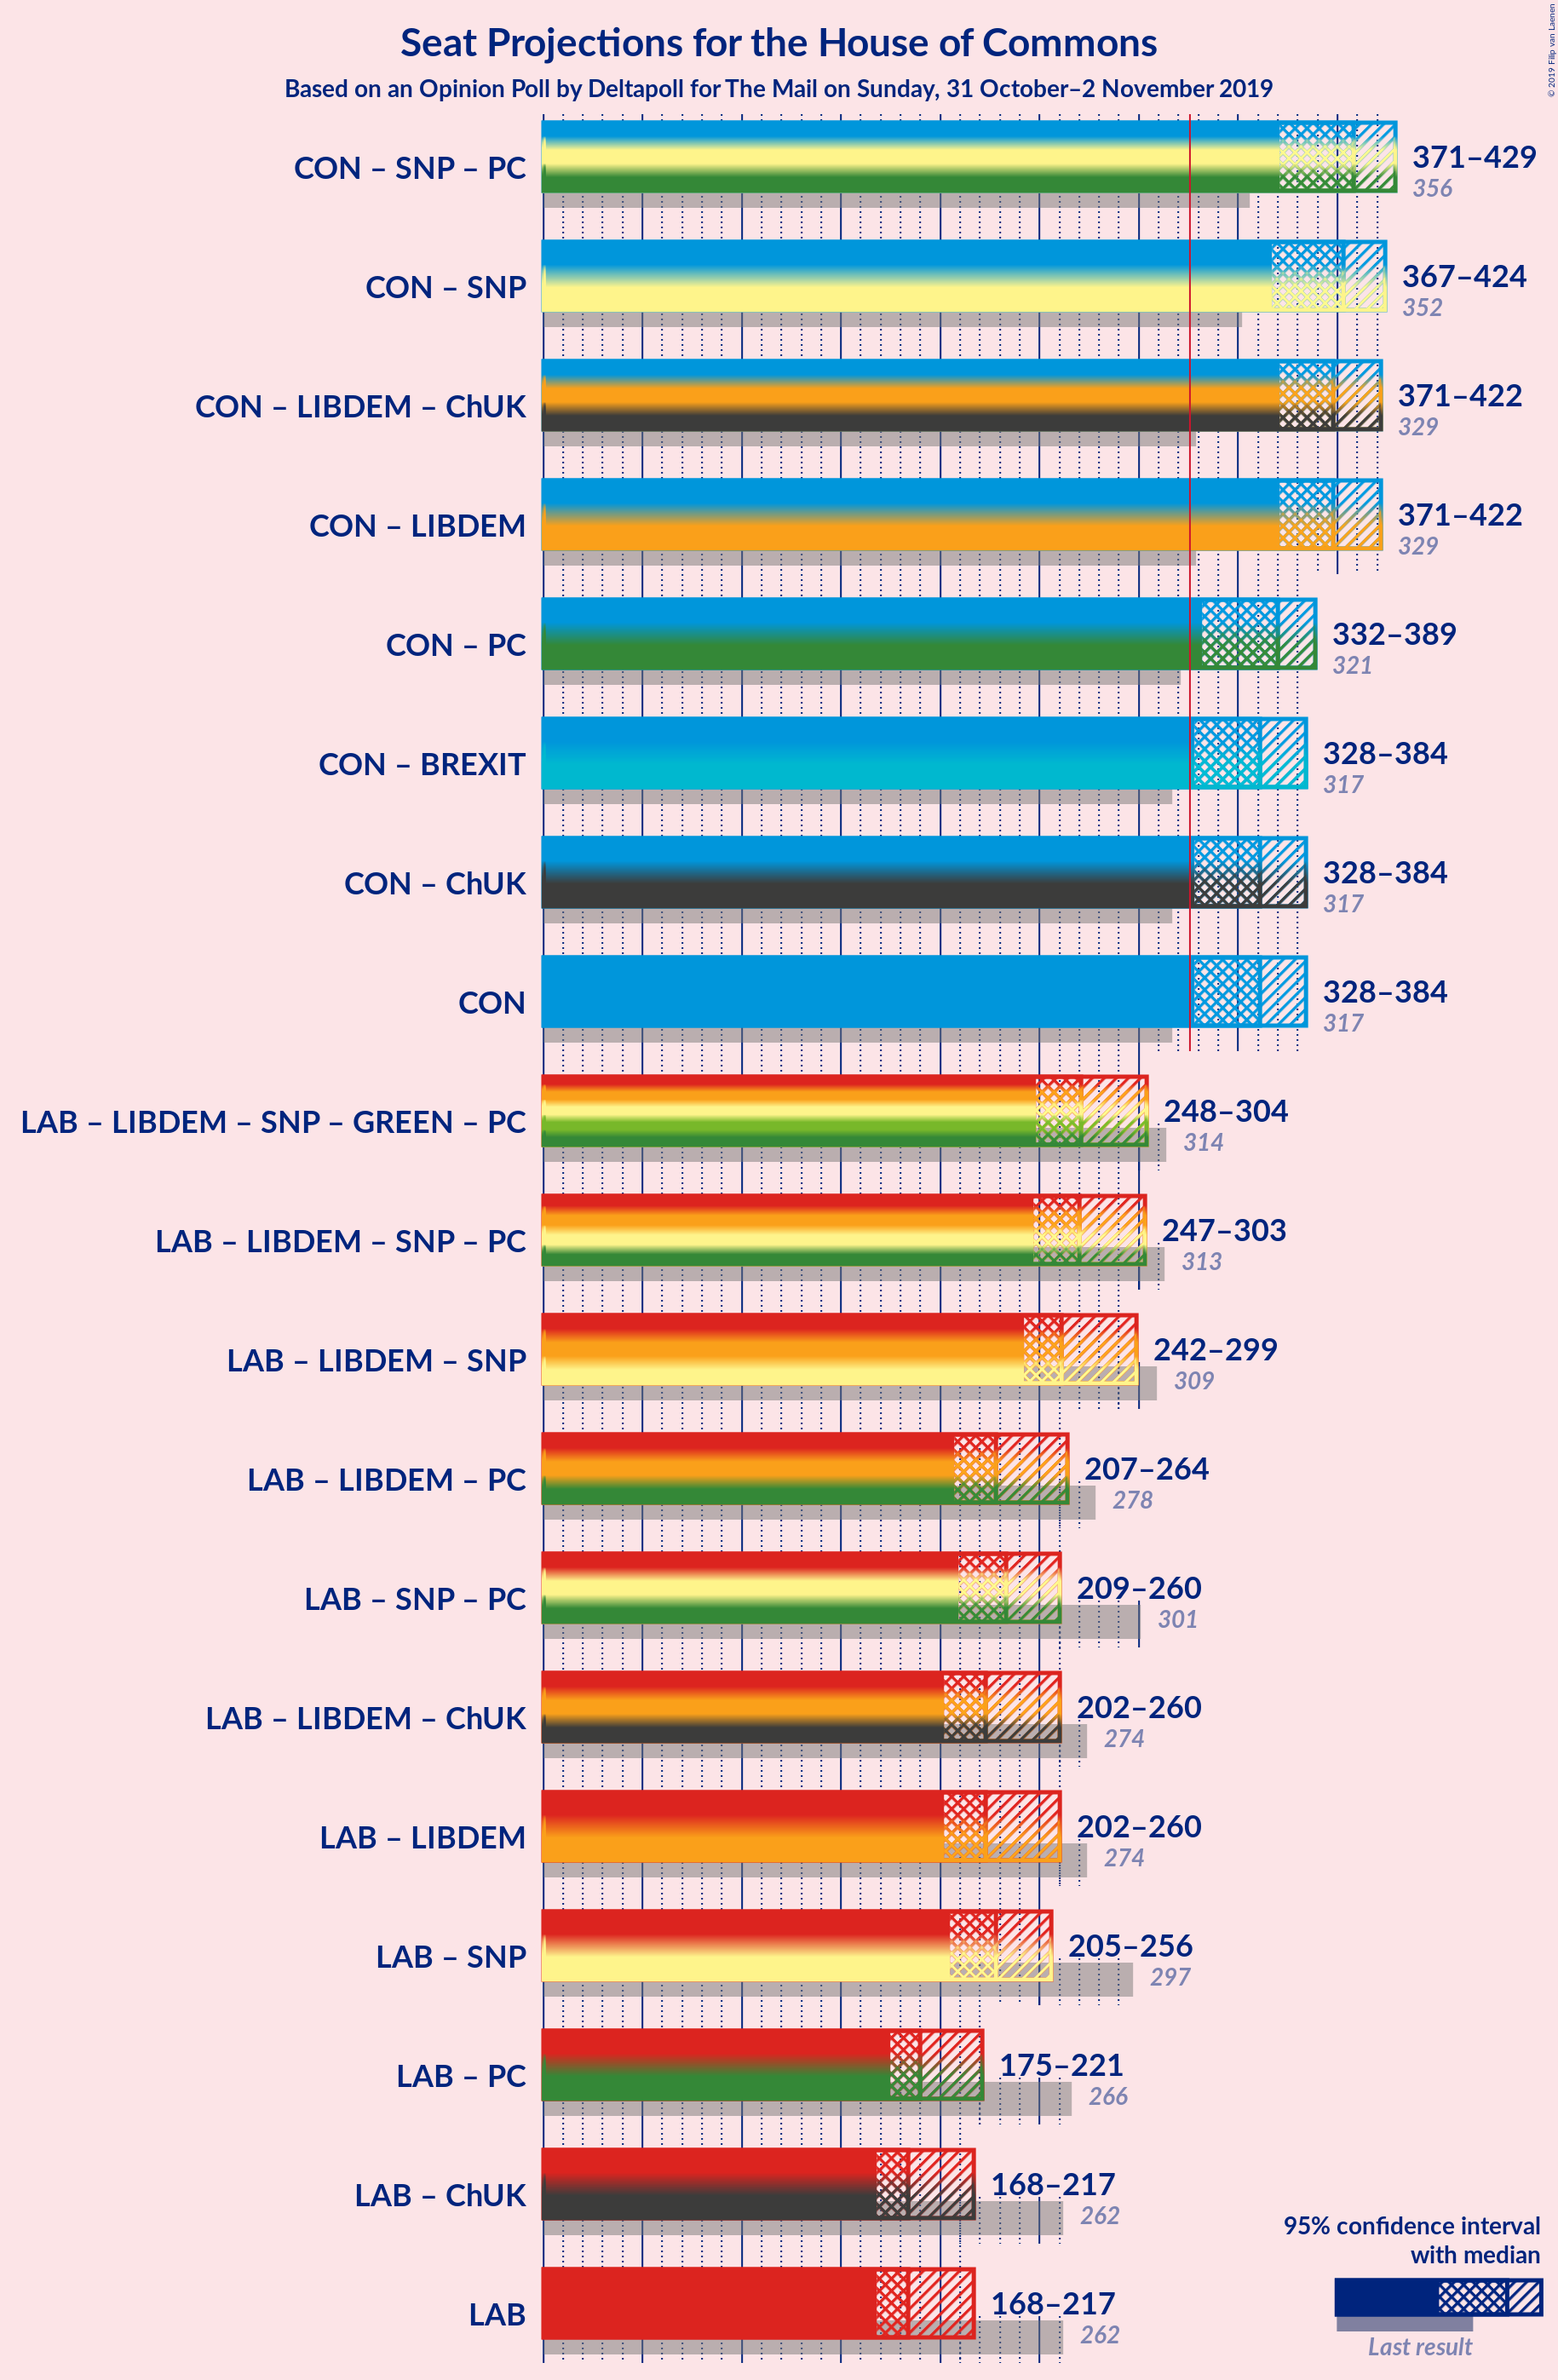 Seat Projections for the House of Commons
Based on an Opinion Poll by Deltapoll for The Mail on Sunday, 31 October–2 November 2019
© 2019 Filip van Laenen
CON – SNP – PC
371–429
356
CON – SNP
367–424
352
CON – LIBDEM – ChUK
371–422
329
CON – LIBDEM
371–422
329
CON – PC
332–389
321
CON – BREXIT
328–384
317
CON – ChUK
328–384
317
CON
328–384
317
LAB – LIBDEM – SNP – GREEN – PC
248–304
314
LAB – LIBDEM – SNP – PC
247–303
313
LAB – LIBDEM – SNP
242–299
309
LAB – LIBDEM – PC
207–264
278
LAB – SNP – PC
209–260
301
LAB – LIBDEM – ChUK
202–260
274
LAB – LIBDEM
202–260
274
LAB – SNP
205–256
297
LAB – PC
175–221
266
LAB – ChUK
168–217
262
LAB
168–217
262
95% confidence interval
with median
Last result